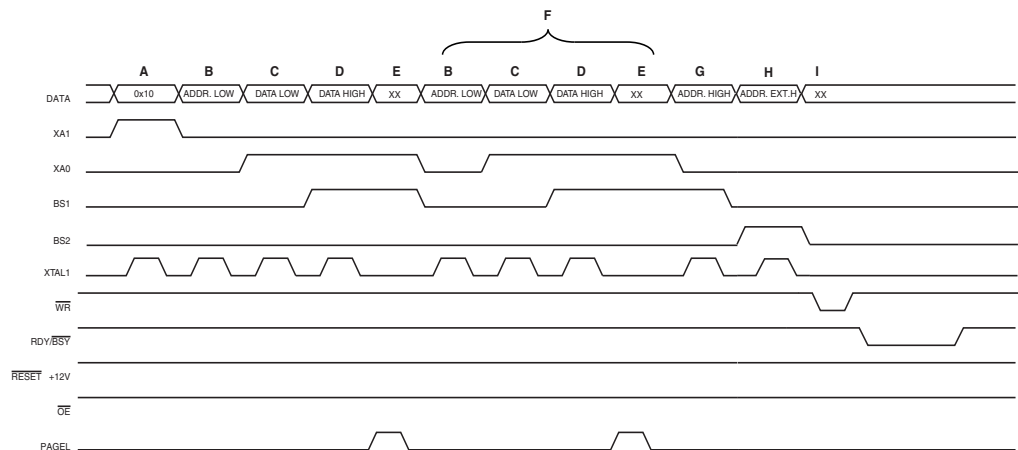 F
A B C D E B C D E G H I
DATA 0x10 ADDR. LOW DATA LOW DATA HIGH XX ADDR. LOW DATA LOW DATA HIGH XX ADDR. HIGH ADDR. EXT.H XX
XA1
XA0
BS1
BS2
XTAL1
WR
RDY/BSY
RESET +12V
OE
PAGEL